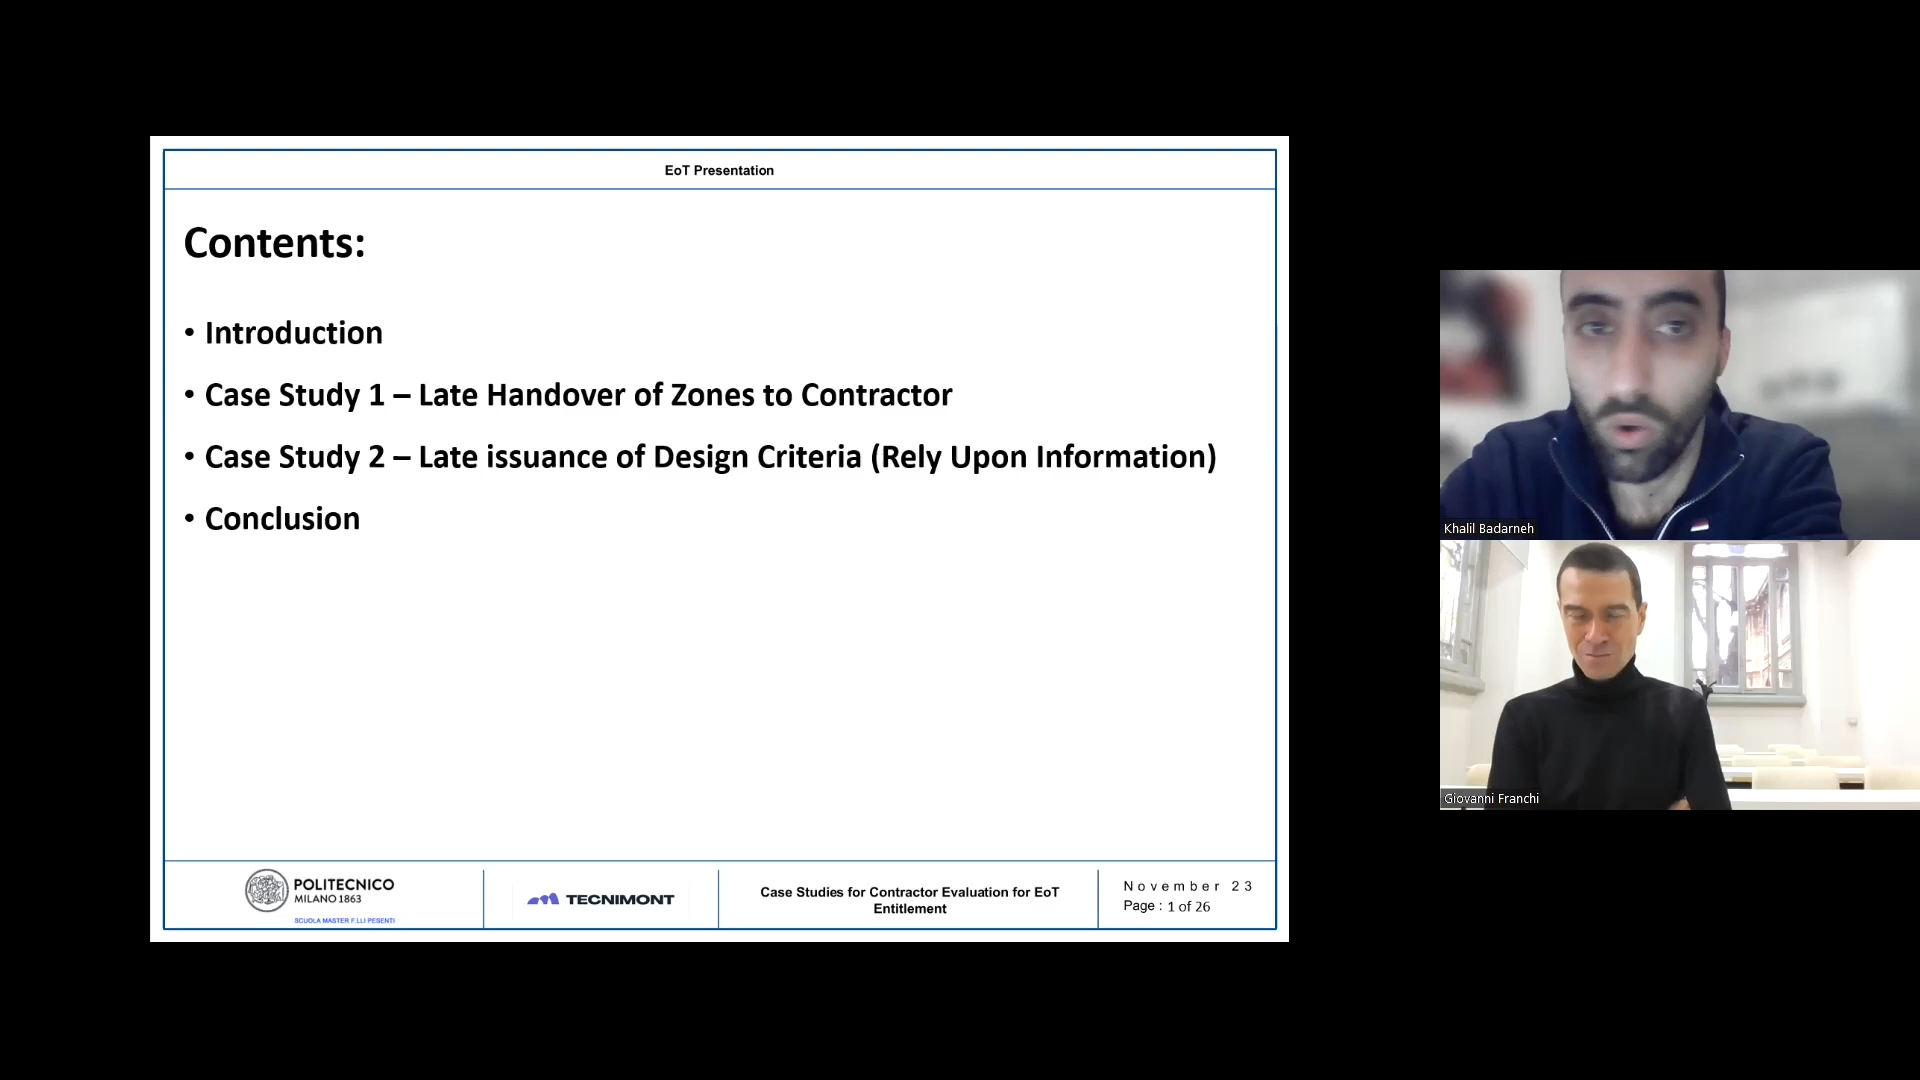 EoT Presentation
Contents:
• Introduction
• Case Study 1 – Late Handover of Zones to Contractor
• Case Study 2 – Late issuance of Design Criteria (Rely Upon Information)
• Conclusion
POLITECNICO
MILANO 1863
SCUOLA MASTER F.LLI PESENTI
TECNIMONT
Case Studies for Contractor Evaluation for EoT
Entitlement
November 23
Page : 1 of 26
Khalil Badarneh
Giovanni Franchi